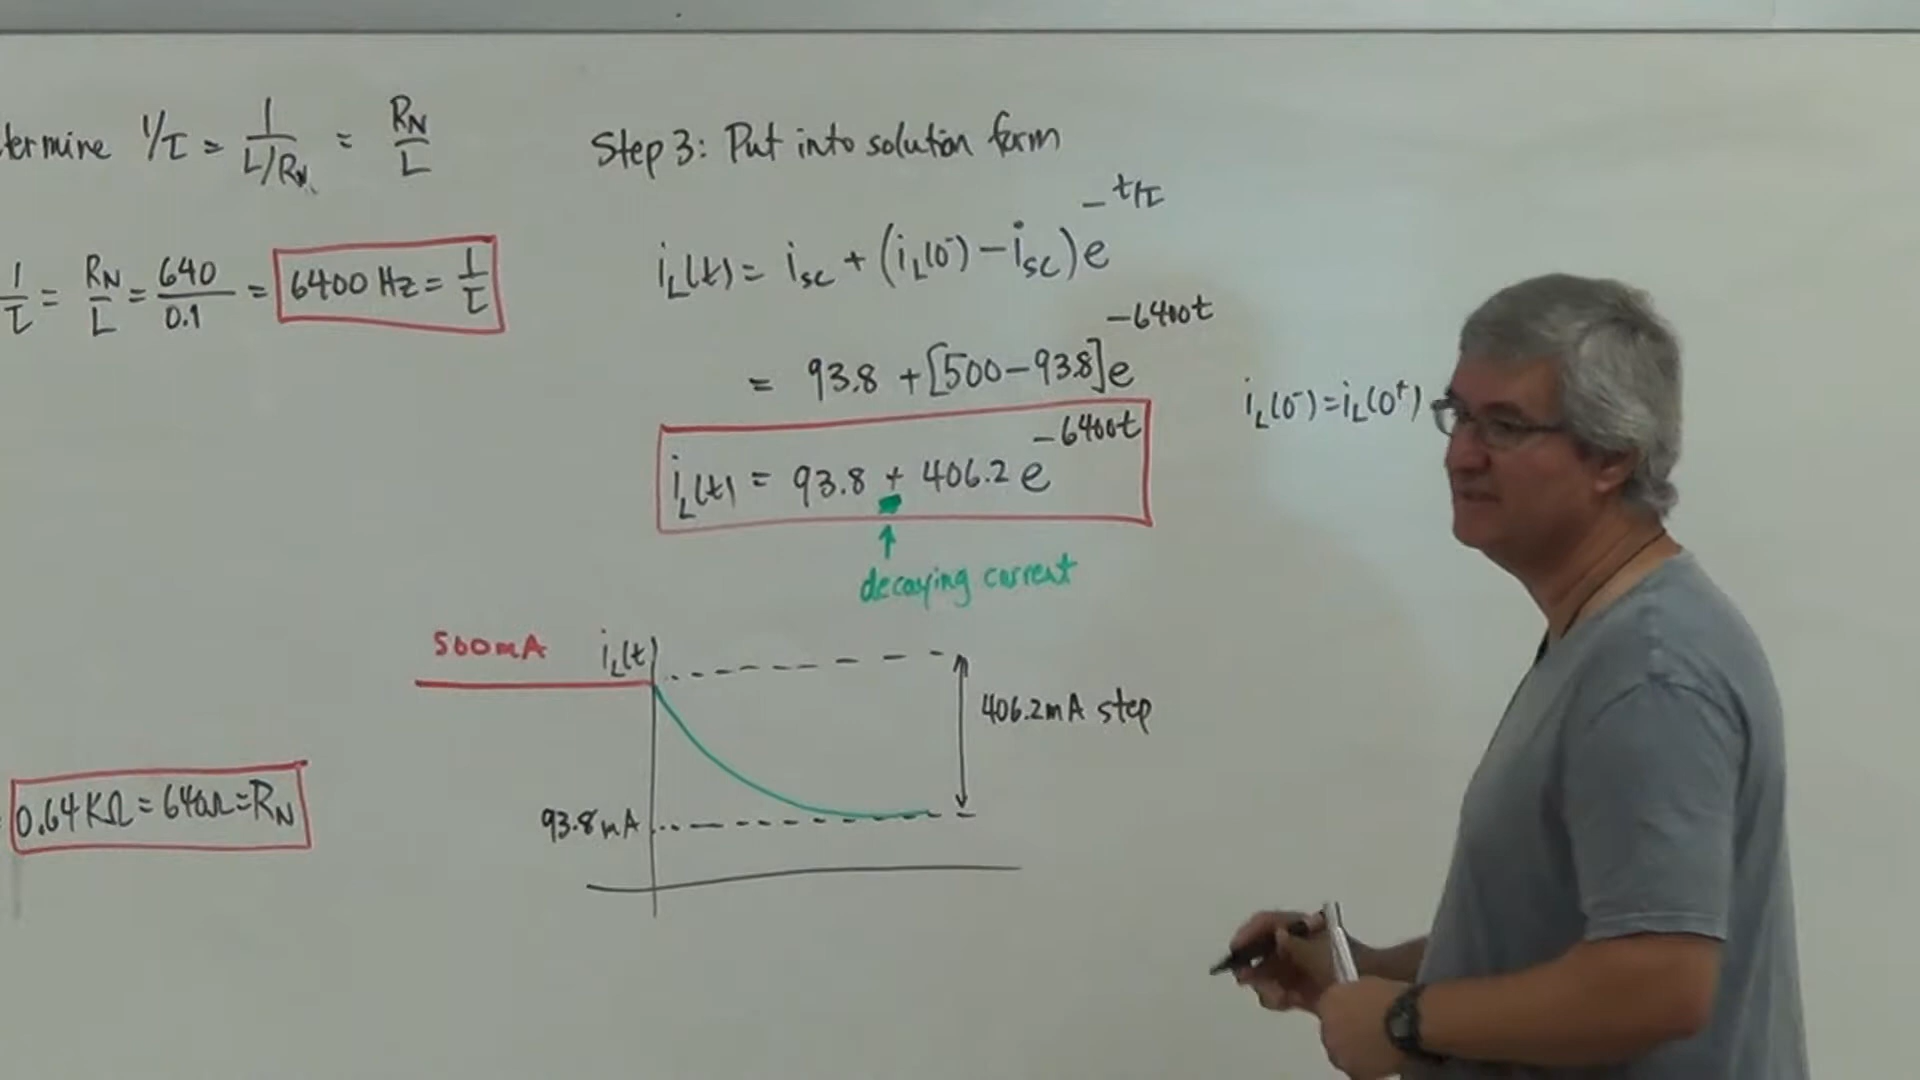 termine 1/τ = 1/(L/R_N) = R_N/L
1/τ = R_N/L = 640/0.1 = 6400 Hz = 1/τ
0.64 KΩ = 640Ω = R_N
Step 3: Put into solution form
i_L(t) = i_sc + (i_L(0⁻) - i_sc) e^(-t/τ)
= 93.8 + [500 - 93.8] e^(-6400t)
i_L(t) = 93.8 + 406.2 e^(-6400t)
decaying current
i_L(0⁻) = i_L(0⁺)
500mA
i_L(t)
406.2mA step
93.8mA